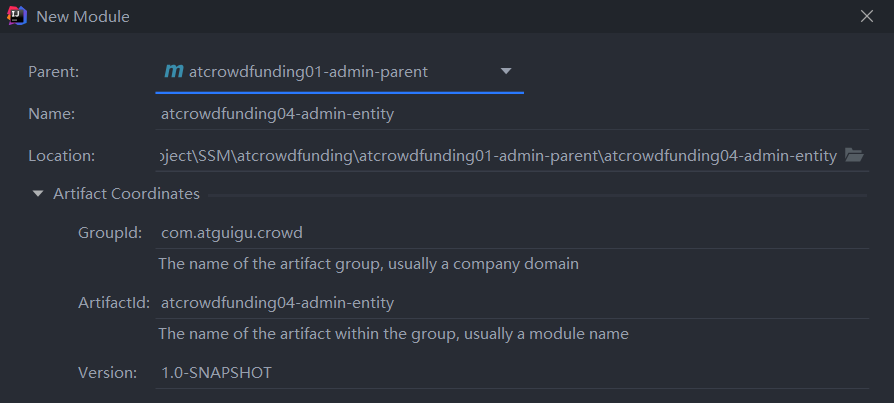 New Module
Parent: m atcrowdfunding01-admin-parent
Name: atcrowdfunding04-admin-entity
Location: oject\SSM\atcrowdfunding\atcrowdfunding01-admin-parent\atcrowdfunding04-admin-entity
Artifact Coordinates
GroupId: com.atguigu.crowd
The name of the artifact group, usually a company domain
ArtifactId: atcrowdfunding04-admin-entity
The name of the artifact within the group, usually a module name
Version: 1.0-SNAPSHOT